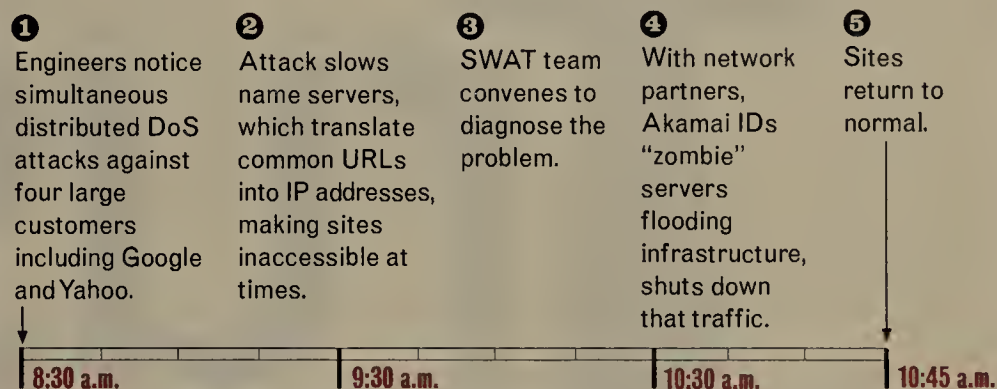 ❶
Engineers notice
simultaneous
distributed DoS
attacks against
four large
customers
including Google
and Yahoo.
❷
Attack slows
name servers,
which translate
common URLs
into IP addresses,
making sites
inaccessible at
times.
❸
SWAT team
convenes to
diagnose the
problem.
❹
With network
partners,
Akamai IDs
“zombie”
servers
flooding
infrastructure,
shuts down
that traffic.
❺
Sites
return to
normal.
8:30 a.m.
9:30 a.m.
10:30 a.m.
10:45 a.m.